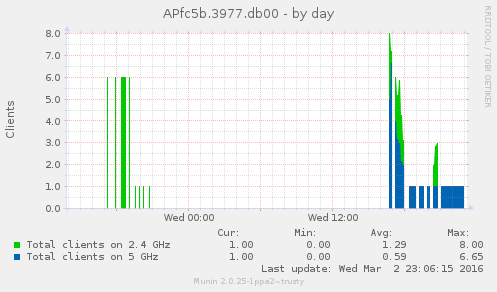 APfc5b.3977.db00 - by day
RRDTOOL / TOBI OETIKER
Clients
8.0
7.0
6.0
5.0
4.0
3.0
2.0
1.0
0.0
Wed 00:00 Wed 12:00
Cur: Min: Avg: Max:
Total clients on 2.4 GHz 1.00 0.00 1.29 8.00
Total clients on 5 GHz 1.00 0.00 0.59 6.65
Last update: Wed Mar 2 23:06:15 2016
Munin 2.0.25-1ppa2~trusty